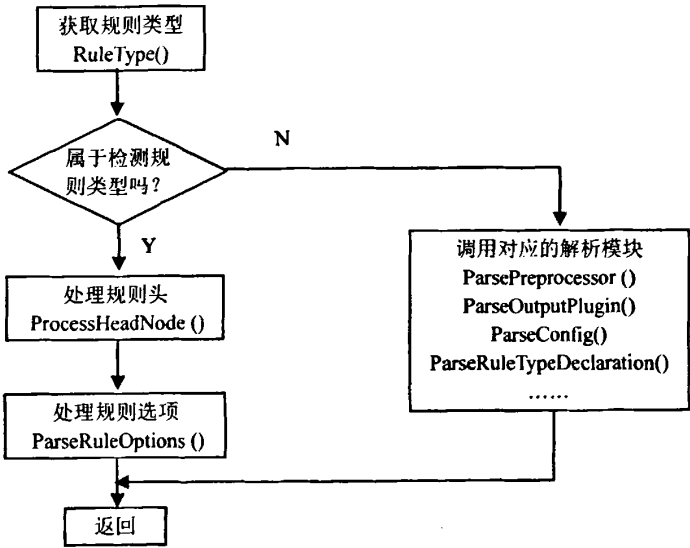 获取规则类型
RuleType()
N
属于检测规
则类型吗?
Y
调用对应的解析模块
ParsePreprocessor ()
ParseOutputPlugin()
ParseConfig()
ParseRuleTypeDeclaration()
……
处理规则头
ProcessHeadNode ()
处理规则选项
ParseRuleOptions ()
返回